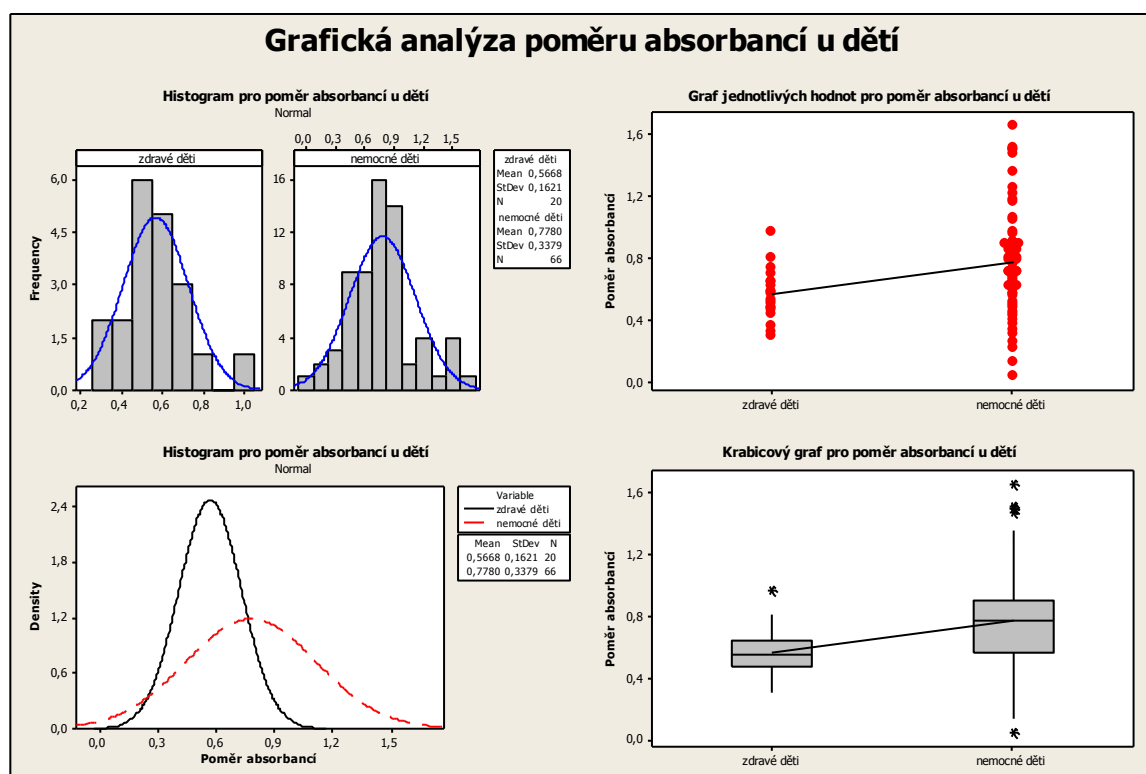 Grafická analýza poměru absorbancí u dětí
Histogram pro poměr absorbancí u dětí
Normal
0,0 0,3 0,6 0,9 1,2 1,5
zdravé děti
nemocné děti
6,0
4,5
3,0
1,5
0,0
Frequency
16
12
8
4
0
0,2 0,4 0,6 0,8 1,0
zdravé děti
Mean 0,5668
StDev 0,1621
N 20
nemocné děti
Mean 0,7780
StDev 0,3379
N 66
Graf jednotlivých hodnot pro poměr absorbancí u dětí
Poměr absorbancí
1,6
1,2
0,8
0,4
0,0
zdravé děti nemocné děti
Histogram pro poměr absorbancí u dětí
Normal
Density
2,4
1,8
1,2
0,6
0,0
0,0 0,3 0,6 0,9 1,2 1,5
Poměr absorbancí
Variable
zdravé děti
nemocné děti
Mean StDev N
0,5668 0,1621 20
0,7780 0,3379 66
Krabicový graf pro poměr absorbancí u dětí
Poměr absorbancí
1,6
1,2
0,8
0,4
0,0
zdravé děti nemocné děti